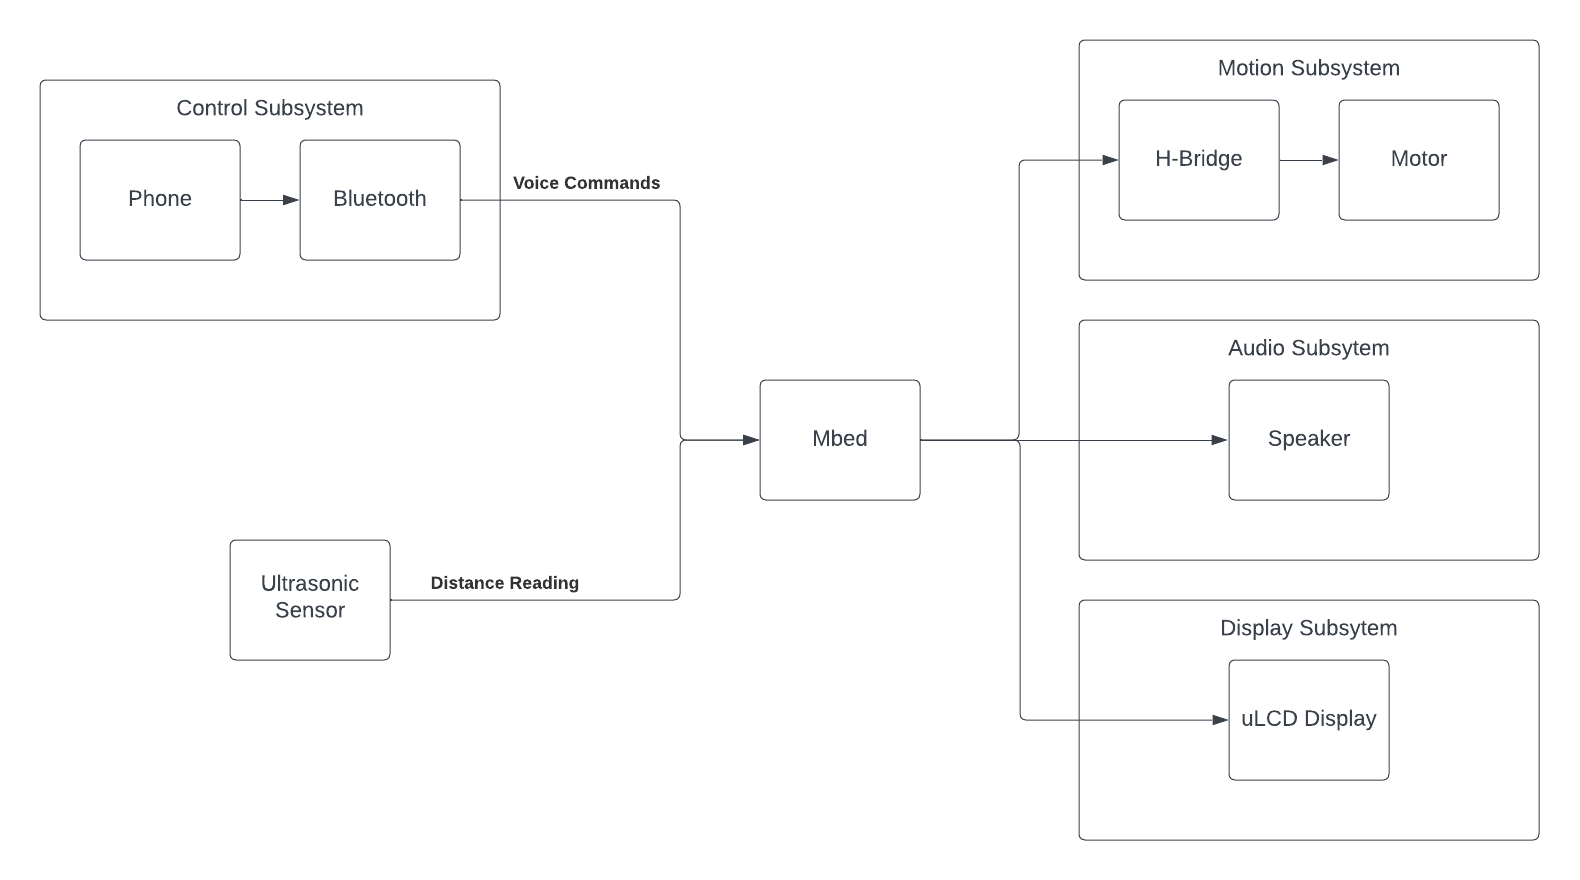 Control Subsystem
Phone
Bluetooth
Voice Commands
Ultrasonic
Sensor
Distance Reading
Mbed
Motion Subsystem
H-Bridge
Motor
Audio Subsytem
Speaker
Display Subsytem
uLCD Display